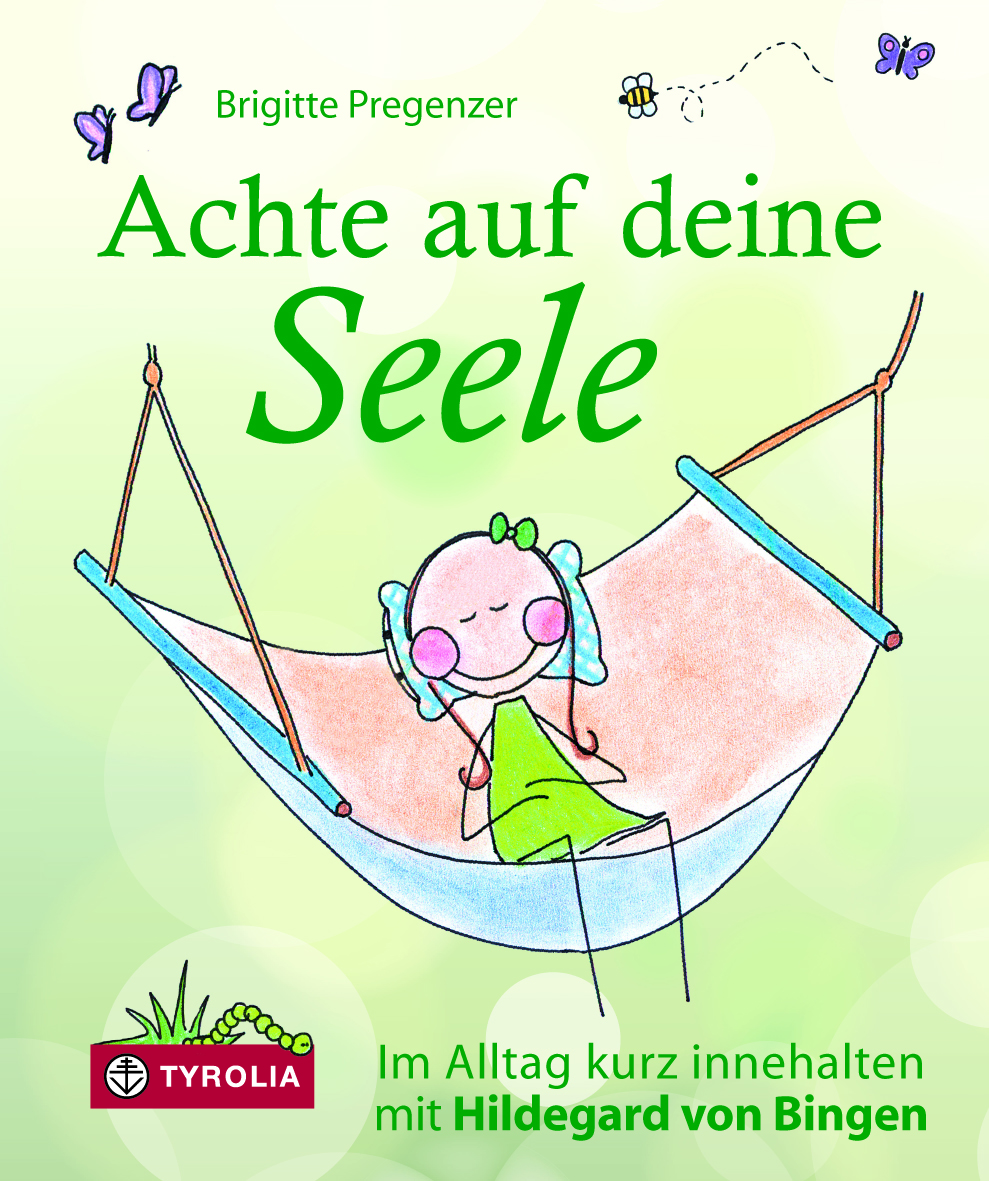 Brigitte Pregenzer
Achte auf deine
Seele
TYROLIA
Im Alltag kurz innehalten
mit Hildegard von Bingen